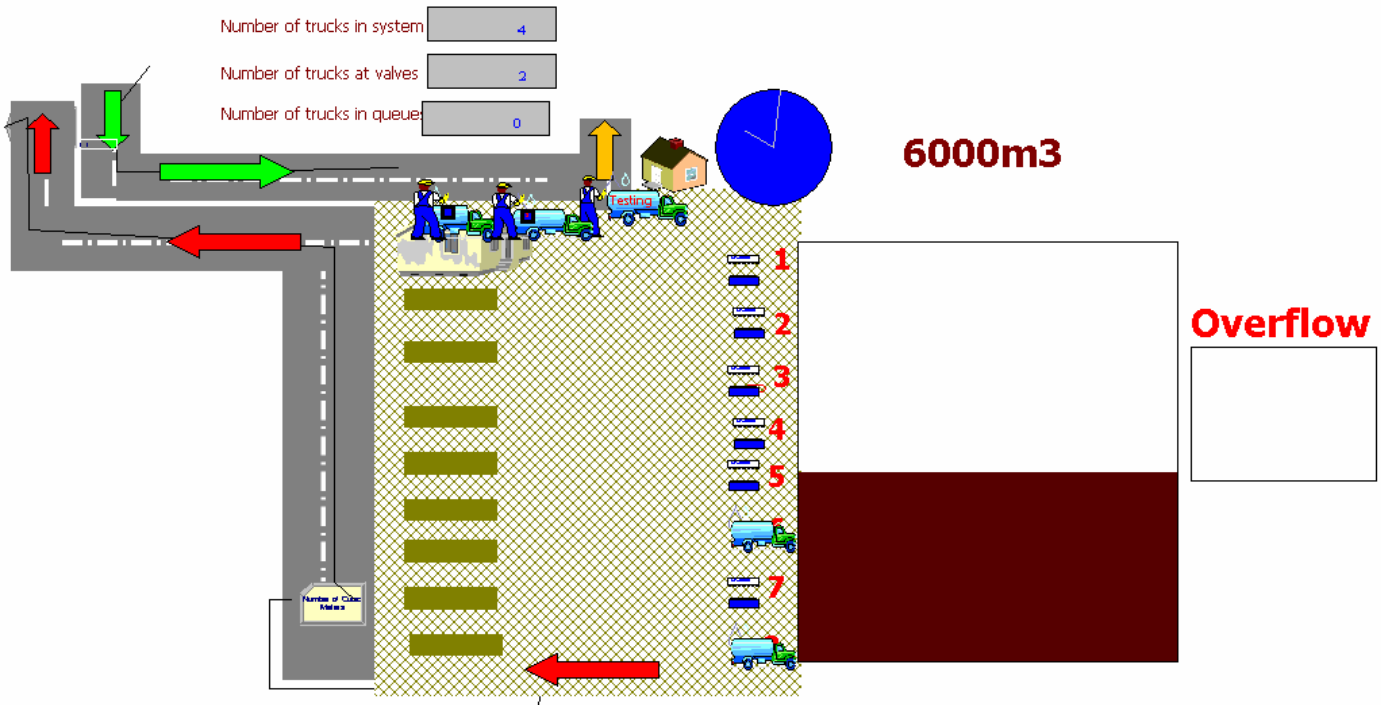 Number of trucks in system 4
Number of trucks at valves 2
Number of trucks in queues 0
6000m3
Testing
1
2
Overflow
3
4
5
7
Number of Cubic
Meters